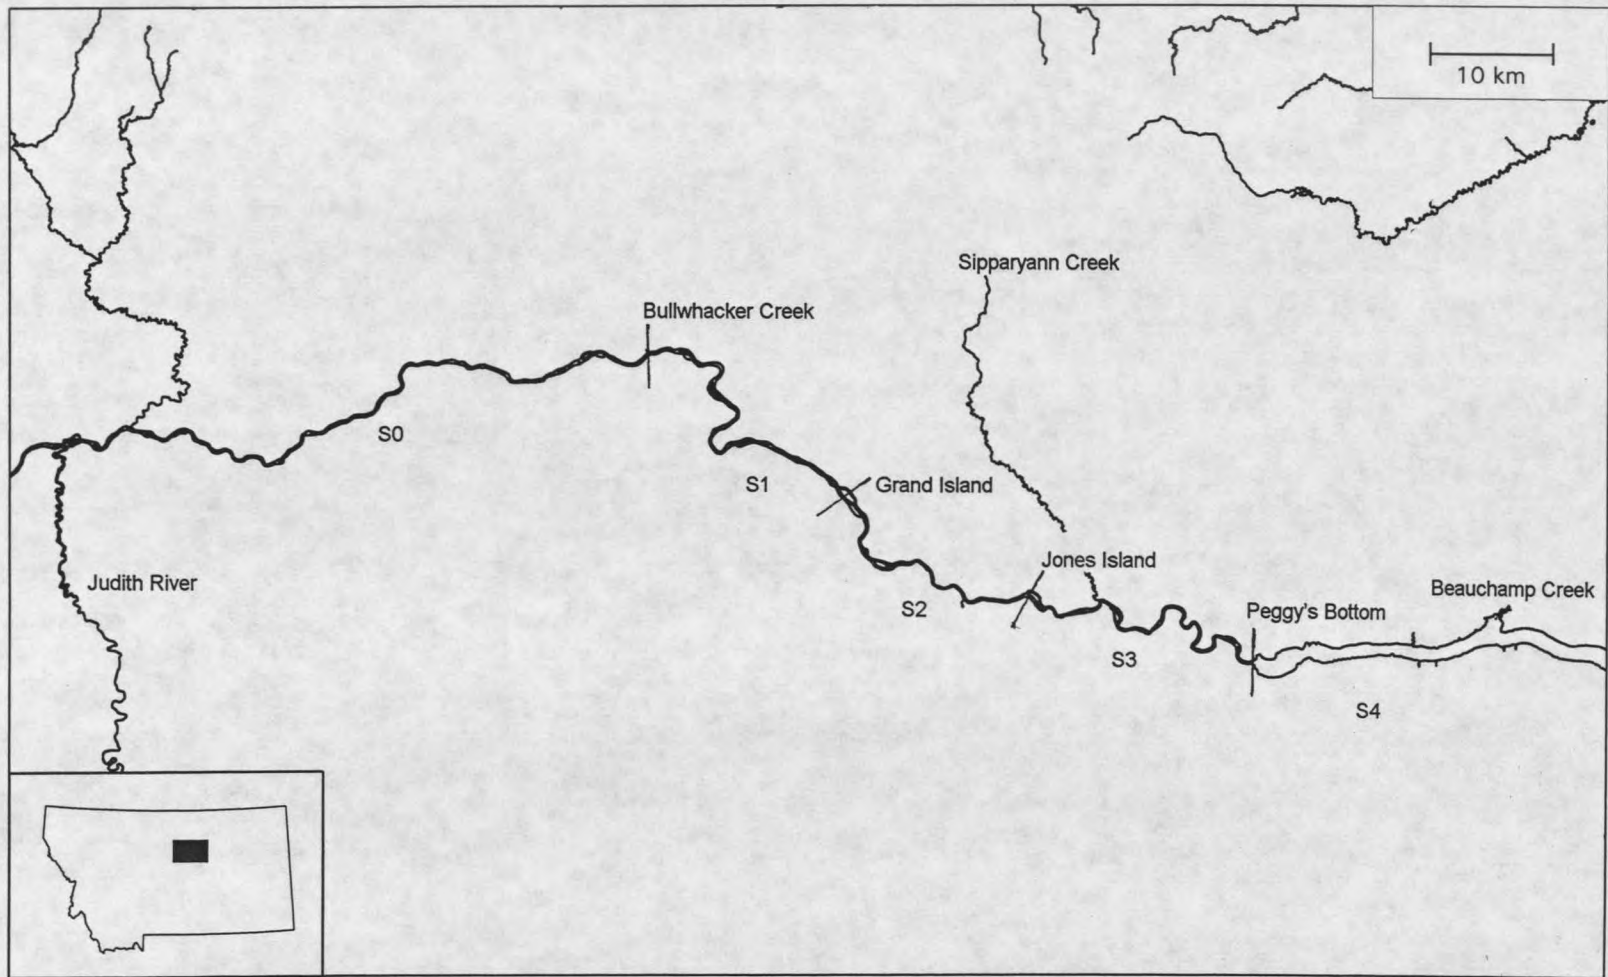 10 km
Sipparyann Creek
Bullwhacker Creek
S0
S1
Grand Island
Jones Island
Judith River
S2
Beauchamp Creek
Peggy's Bottom
S3
S4